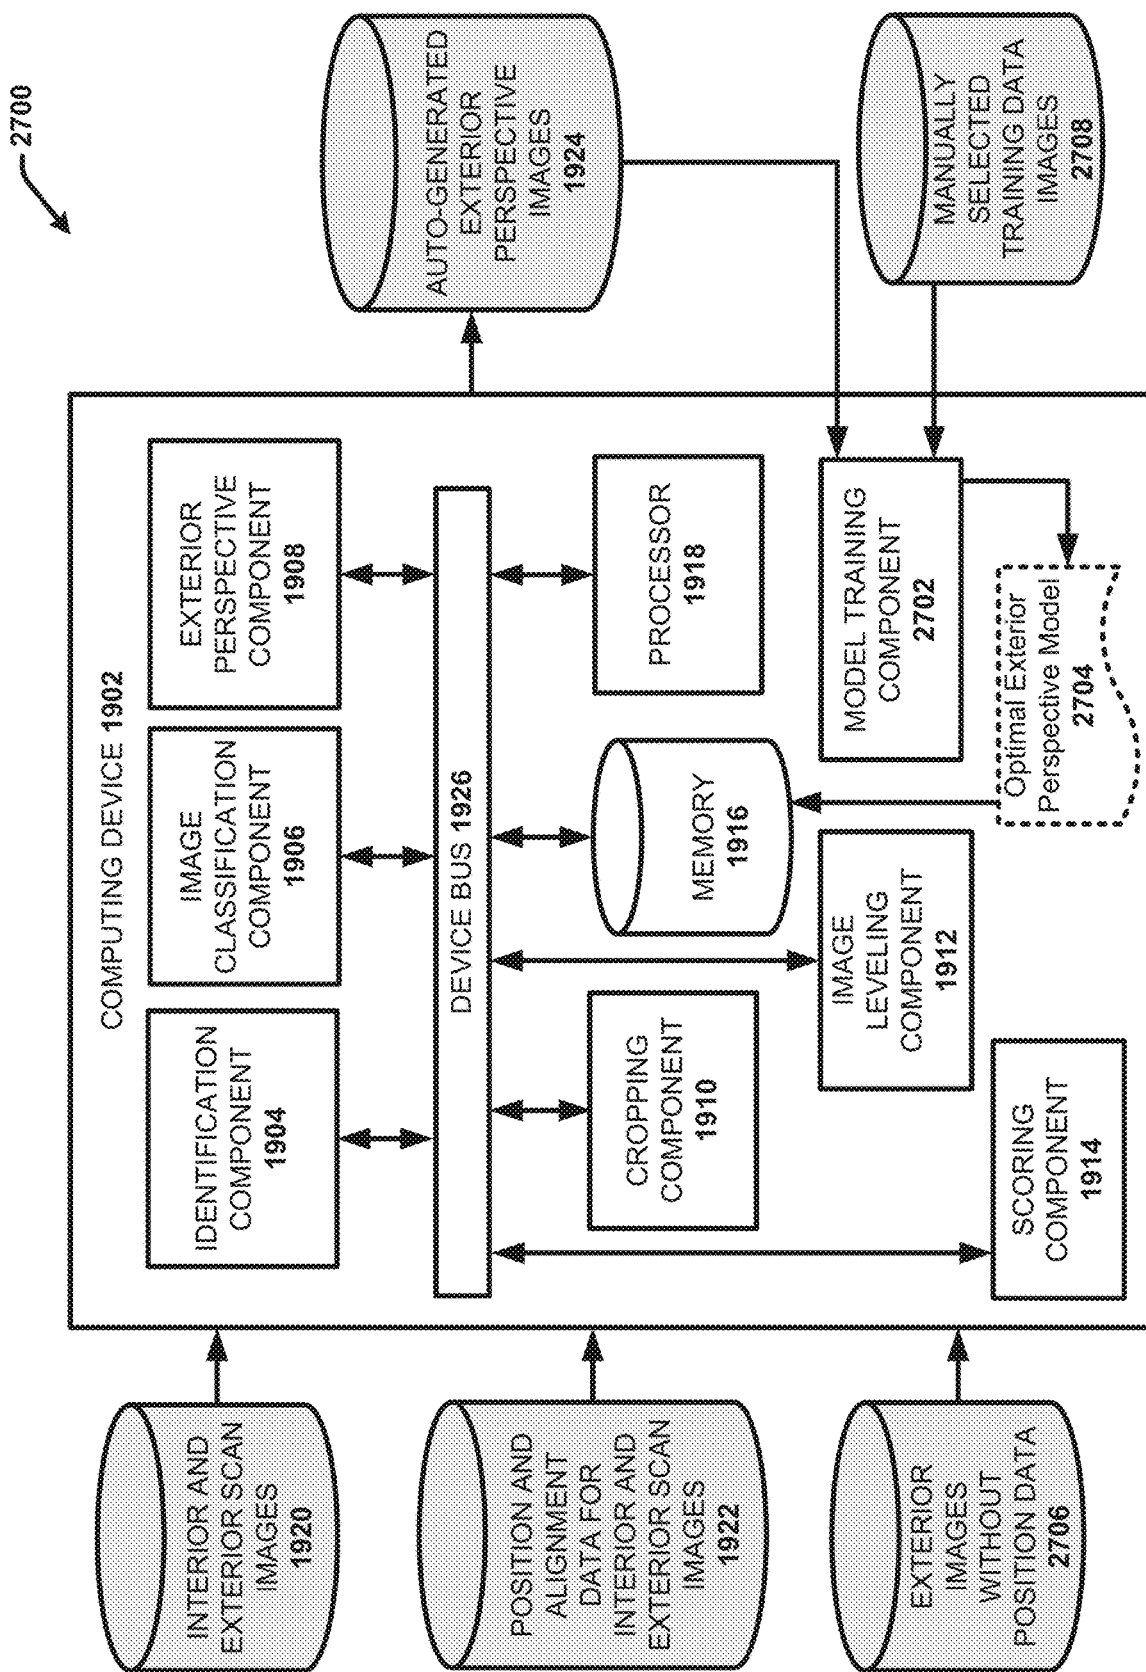 2700
COMPUTING DEVICE 1902
INTERIOR AND
EXTERIOR SCAN
IMAGES
1920
POSITION AND
ALIGNMENT
DATA FOR
INTERIOR AND
EXTERIOR SCAN
IMAGES
1922
EXTERIOR
IMAGES
WITHOUT
POSITION DATA
2706
IDENTIFICATION
COMPONENT
1904
IMAGE
CLASSIFICATION
COMPONENT
1906
EXTERIOR
PERSPECTIVE
COMPONENT
1908
DEVICE BUS 1926
CROPPING
COMPONENT
1910
MEMORY
1916
PROCESSOR
1918
SCORING
COMPONENT
1914
IMAGE
LEVELING
COMPONENT
1912
MODEL TRAINING
COMPONENT
2702
Optimal Exterior
Perspective Model
2704
AUTO-GENERATED
EXTERIOR
PERSPECTIVE
IMAGES
1924
MANUALLY
SELECTED
TRAINING DATA
IMAGES
2708